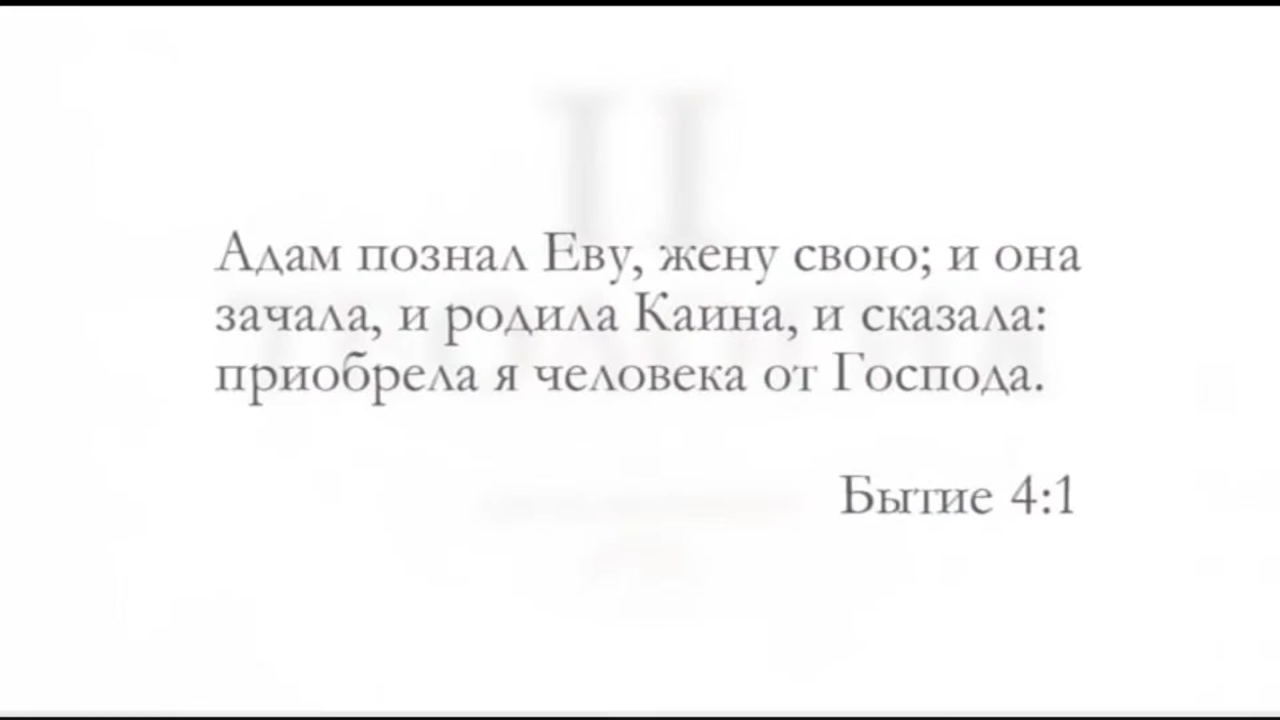 Адам познал Еву, жену свою; и она
зачала, и родила Каина, и сказала:
приобрела я человека от Господа.
Бытие 4:1